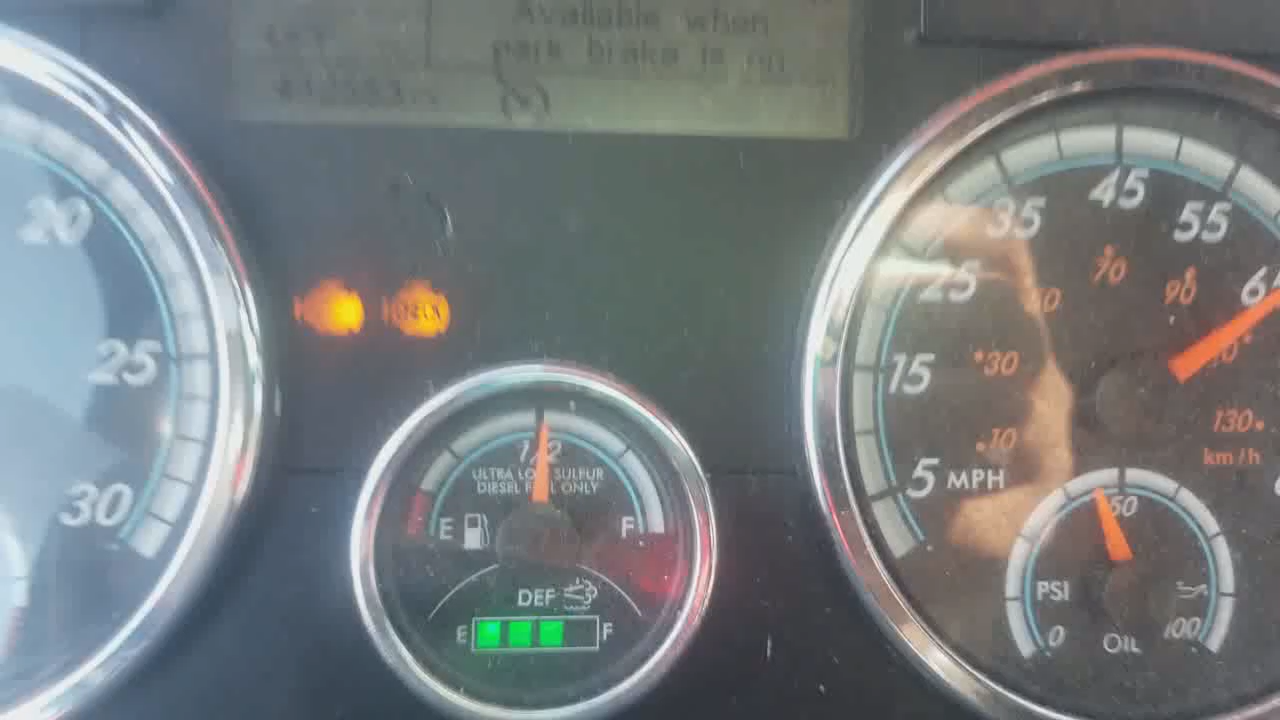 Available when
park brake is on
20
25
30
CHECK
1/2
ULTRA LOW SULFUR
DIESEL FUEL ONLY
E F
DEF
E F
45
35 55
25
15
5 MPH
70
90
30
10
130
km/h
50
PSI
0 100
OIL